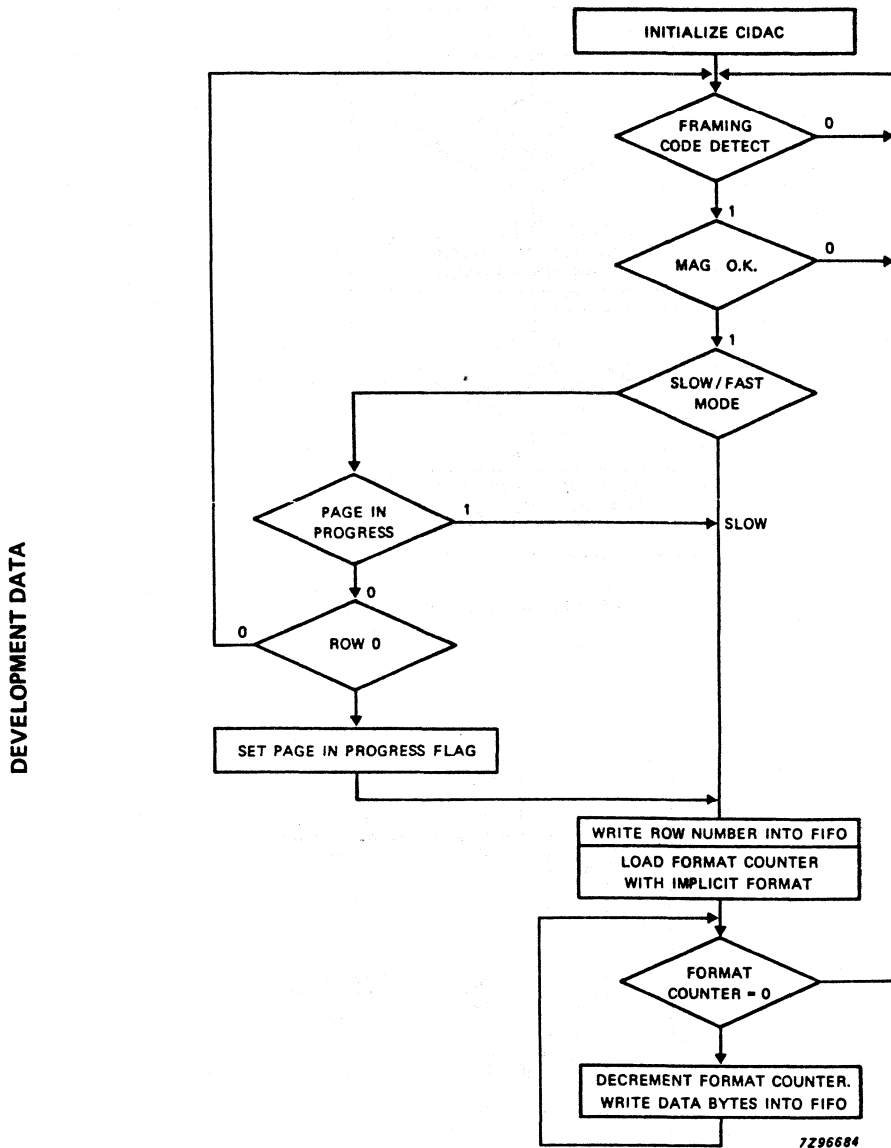 INITIALIZE CIDAC
FRAMING
CODE DETECT
0
1
MAG O.K.
0
1
SLOW/FAST
MODE
PAGE IN
PROGRESS
1
SLOW
0
ROW 0
0
SET PAGE IN PROGRESS FLAG
WRITE ROW NUMBER INTO FIFO
LOAD FORMAT COUNTER
WITH IMPLICIT FORMAT
FORMAT
COUNTER = 0
DECREMENT FORMAT COUNTER.
WRITE DATA BYTES INTO FIFO
7Z96684
DEVELOPMENT DATA